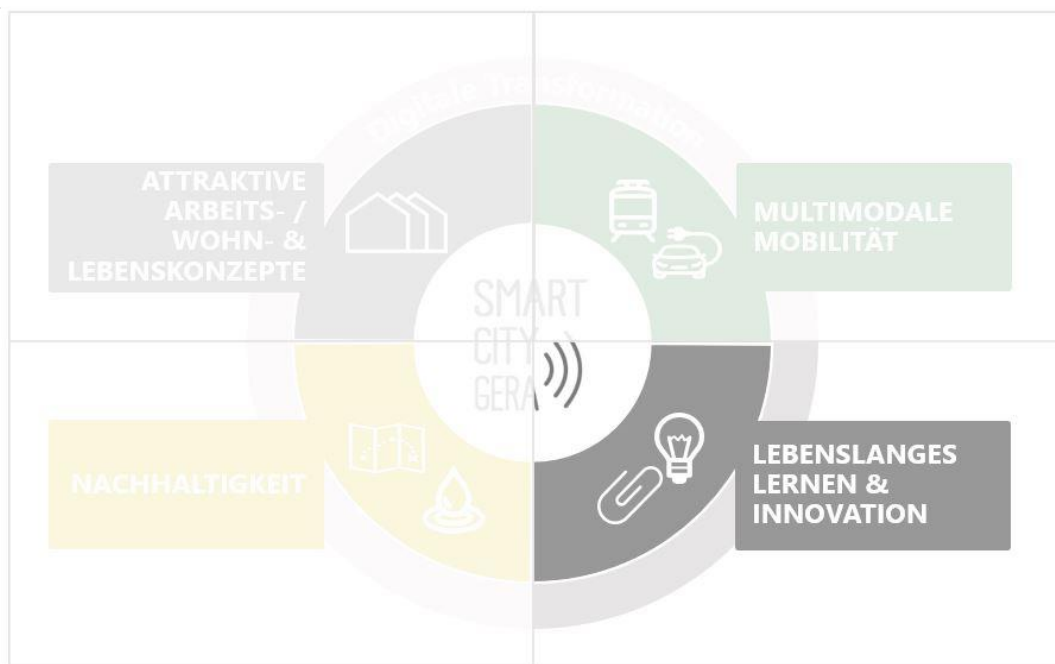 Digitale Transformation
ATTRAKTIVE
ARBEITS- /
WOHN- &
LEBENSKONZEPTE
MULTIMODALE
MOBILITÄT
SMART
CITY
GERA
NACHHALTIGKEIT
LEBENSLANGES
LERNEN &
INNOVATION